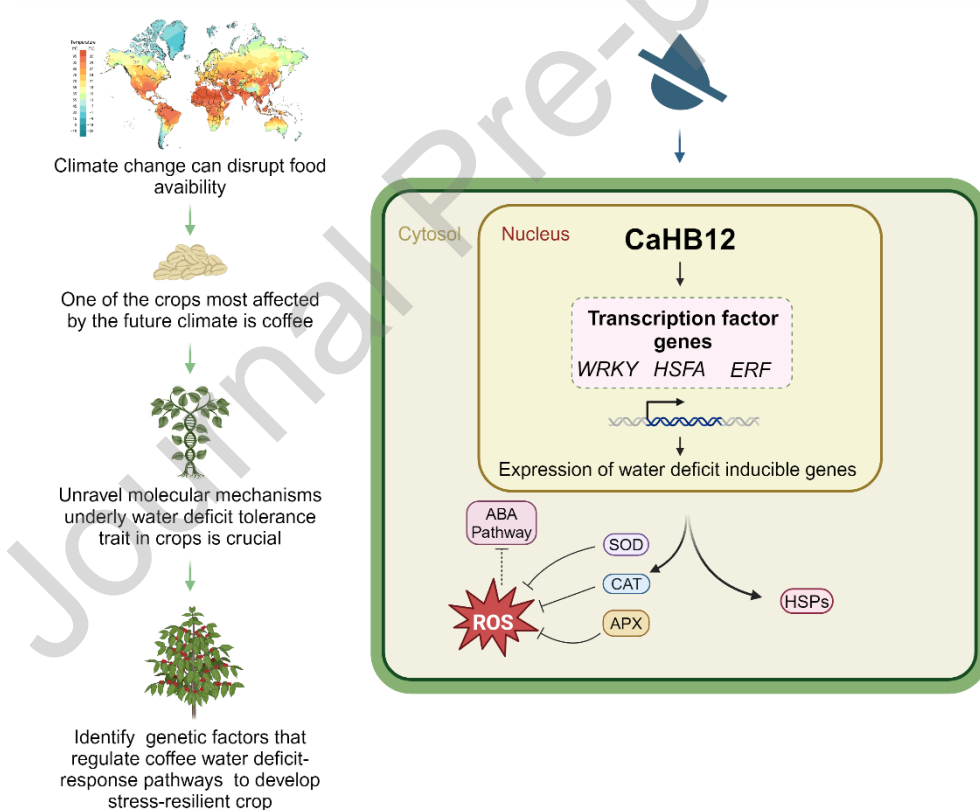 Journal Pre-p
Temperature
Climate change can disrupt food
avaibility
One of the crops most affected
by the future climate is coffee
Unravel molecular mechanisms
underly water deficit tolerance
trait in crops is crucial
Identify genetic factors that
regulate coffee water deficit-
response pathways to develop
stress-resilient crop
Cytosol
Nucleus
CaHB12
Transcription factor
genes
WRKY HSFA ERF
Expression of water deficit inducible genes
ABA
Pathway
SOD
CAT
APX
ROS
HSPs